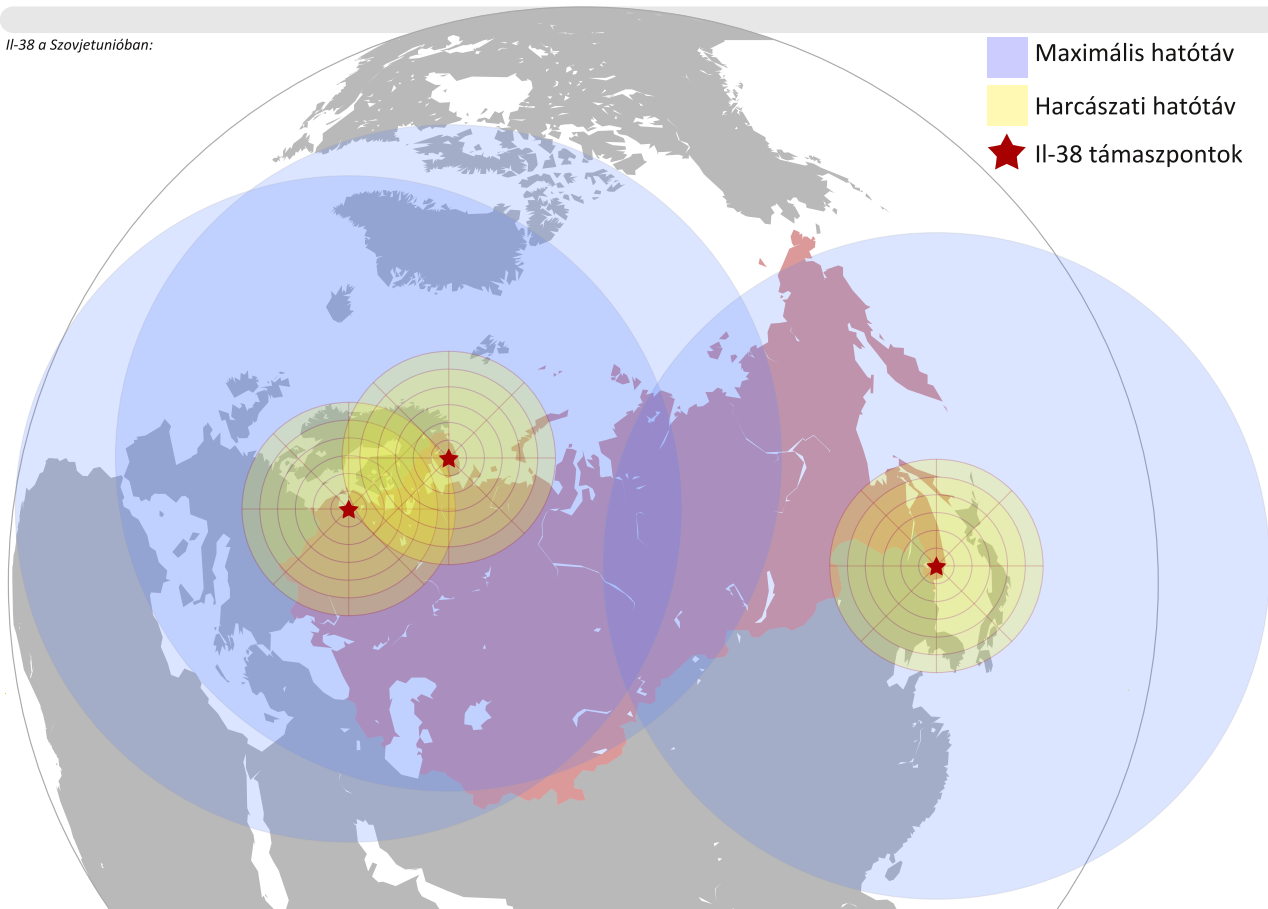 Il-38 a Szovjetunióban:
Maximális hatótáv
Harcászati hatótáv
Il-38 támaszpontok